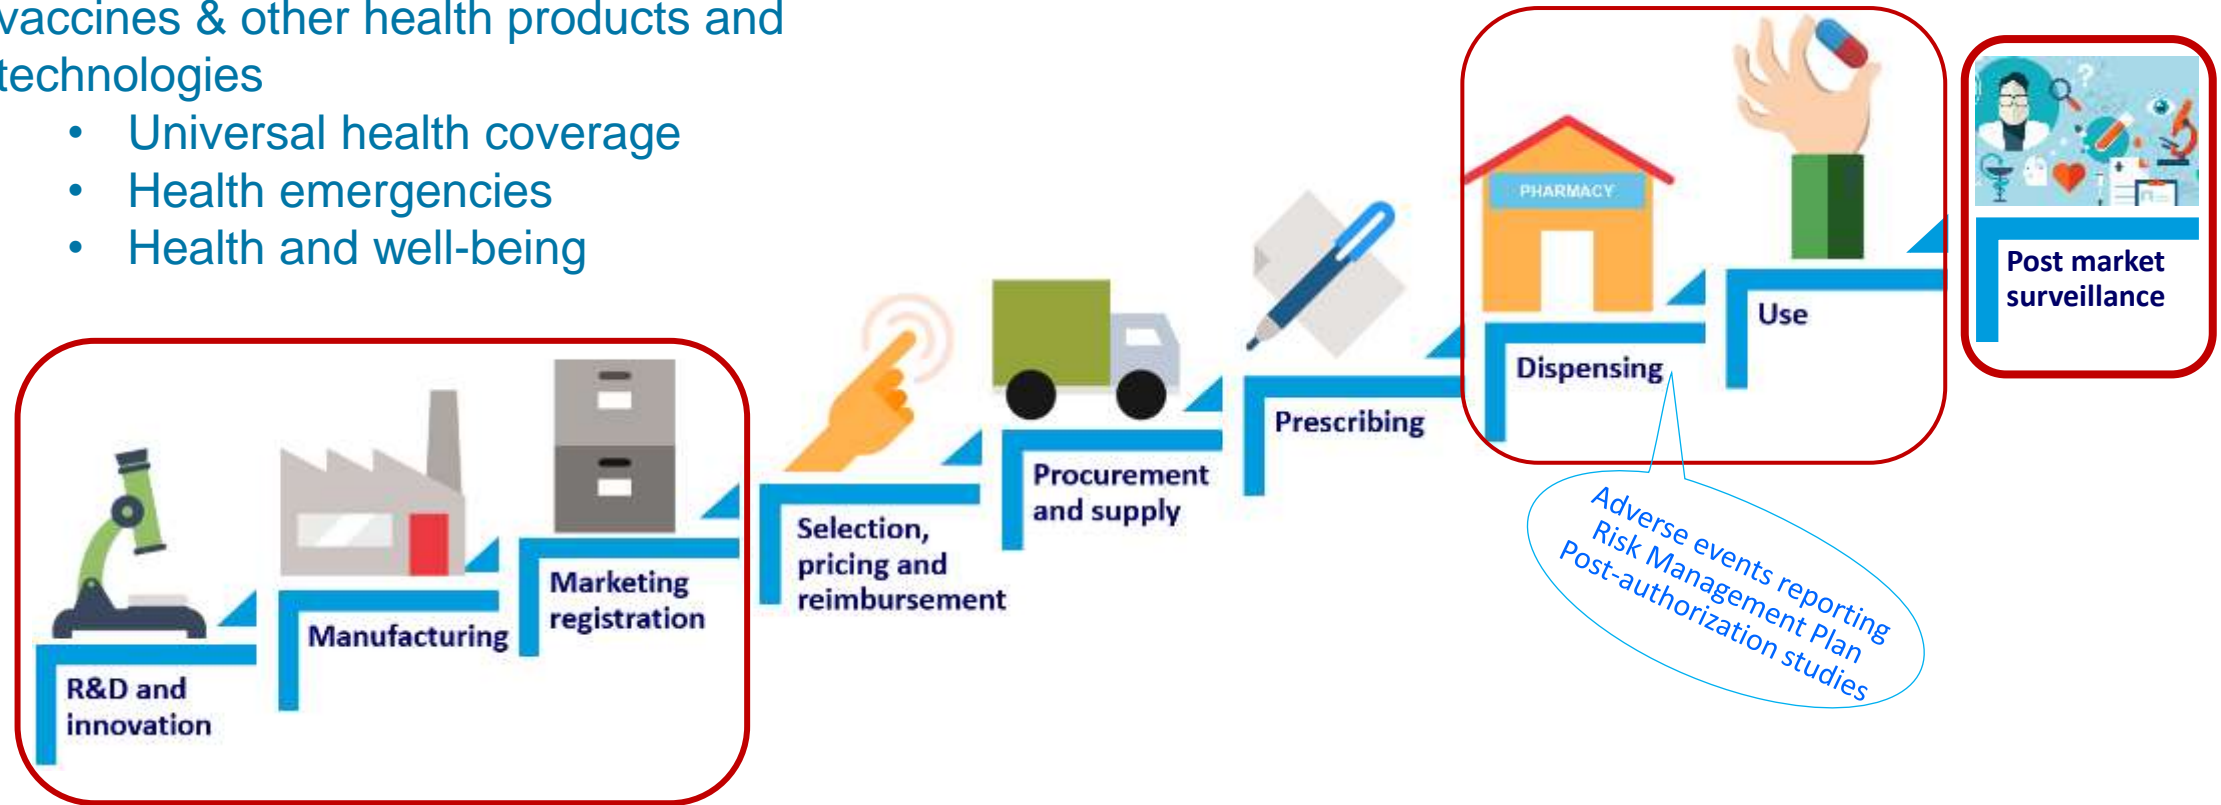 vaccines & other health products and
technologies
• Universal health coverage
• Health emergencies
• Health and well-being
R&D and
innovation
Manufacturing
Marketing
registration
Selection,
pricing and
reimbursement
Procurement
and supply
Prescribing
PHARMACY
Dispensing
Use
Post market
surveillance
Adverse events reporting
Risk Management Plan
Post-authorization studies